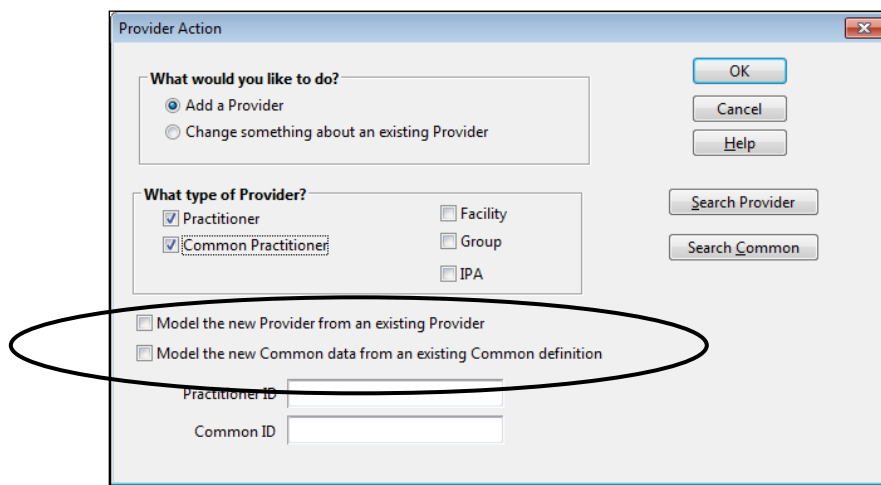 Provider Action
What would you like to do?
Add a Provider
Change something about an existing Provider
OK
Cancel
Help
What type of Provider?
Practitioner
Common Practitioner
Facility
Group
IPA
Search Provider
Search Common
Model the new Provider from an existing Provider
Model the new Common data from an existing Common definition
Practitioner ID
Common ID